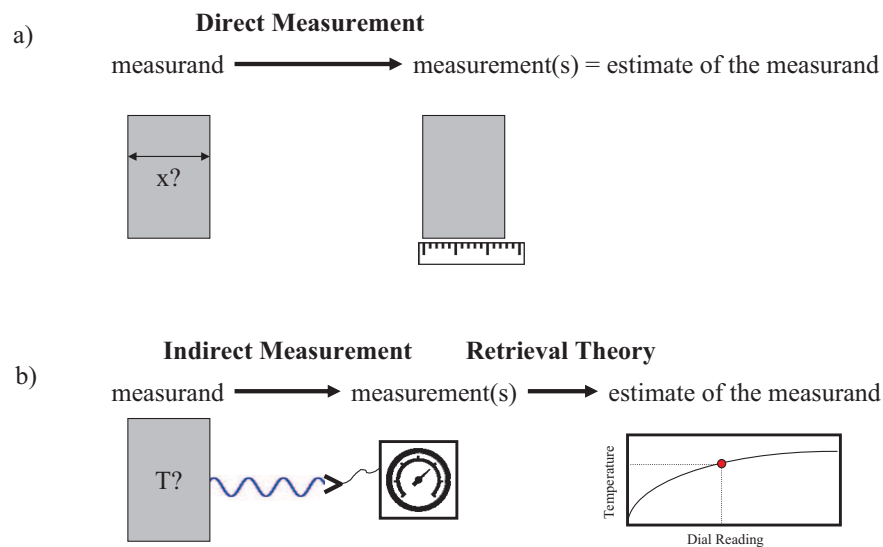 Direct Measurement
a)
measurand measurement(s) = estimate of the measurand
x?
Indirect Measurement Retrieval Theory
b)
measurand measurement(s) estimate of the measurand
T?
Temperature
Dial Reading